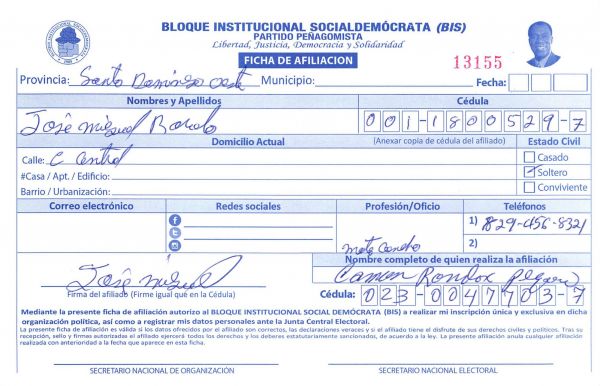 BLOQUE INSTITUCIONAL SOCIALDEMÓCRATA (BIS)
PARTIDO PEÑAGOMISTA
Libertad, Justicia, Democracia y Solidaridad
FICHA DE AFILIACION
13155
Provincia: Santo Domingo oeste Municipio: Fecha:
Nombres y Apellidos Cédula
José miguel 001-1800529-7
Domicilio Actual (Anexar copia de cédula del afiliado) Estado Civil
Calle: C Central
Casado
#Casa / Apt. / Edificio: Soltero
Barrio / Urbanización: Conviviente
Correo electrónico Redes sociales Profesión/Oficio Teléfonos
1) 829-456-8321
2)
Nombre completo de quien realiza la afiliación
José miguel
Carmen
Firma del afiliado (Firme igual que en la Cédula)
Cédula: 023-0047703-7
Mediante la presente ficha de afiliación autorizo al BLOQUE INSTITUCIONAL SOCIAL DEMÓCRATA (BIS) a realizar mi inscripción única y exclusiva en dicha
organización política, así como a registrar mis datos personales ante la Junta Central Electoral.
La presente ficha de afiliación es válida si los datos ofrecidos por el afiliado son correctos, las declaraciones veraces y si el afiliado tiene el disfrute de sus derechos civiles y políticos. Tras su
recepción, sello y firmas autorizadas el afiliado ejercerá todos los derechos y los deberes estatutariamente sancionados, de acuerdo a la ley. La presente afiliación anula cualquier afiliación
realizada con anterioridad a la fecha que aparece en esta ficha.
SECRETARIO NACIONAL DE ORGANIZACIÓN SECRETARIO NACIONAL ELECTORAL